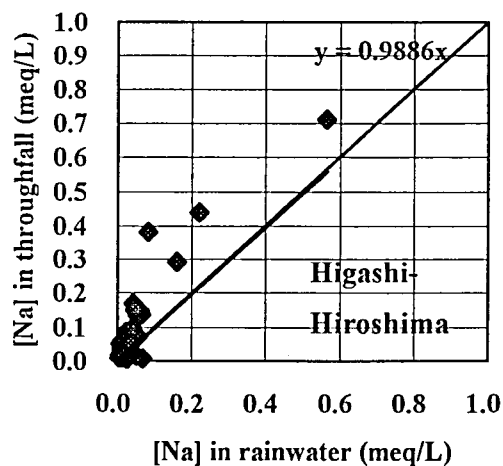 [Na] in throughfall (meq/L)
1.0
0.9
0.8
0.7
0.6
0.5
0.4
0.3
0.2
0.1
0.0
y = 0.9886x
Higashi-
Hiroshima
0.0 0.2 0.4 0.6 0.8 1.0
[Na] in rainwater (meq/L)